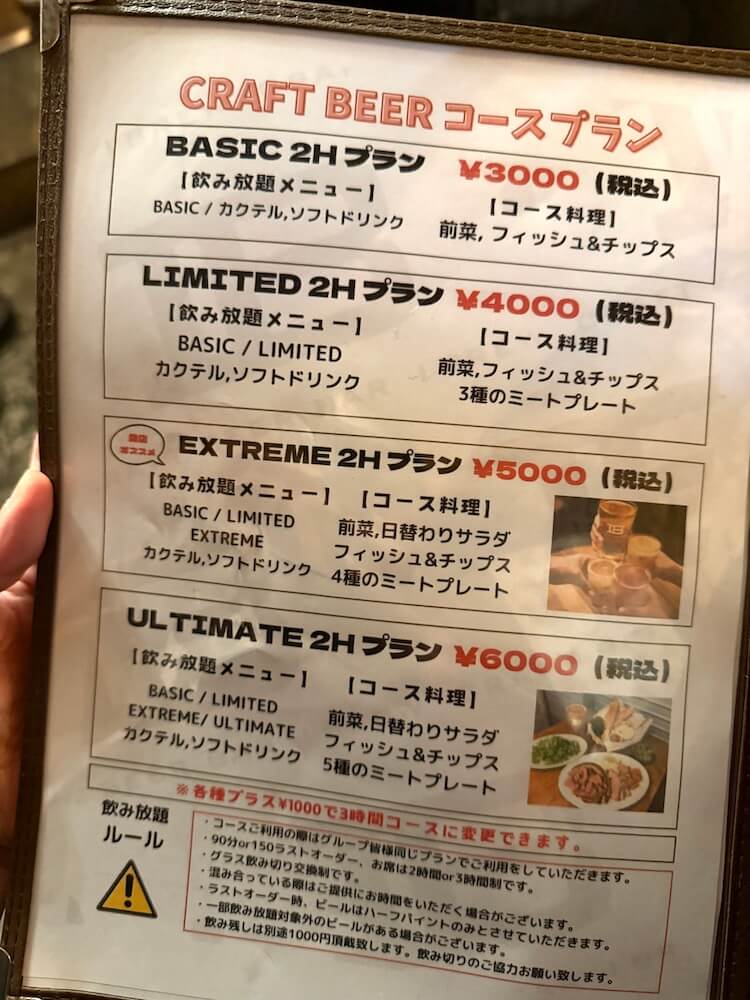 CRAFT BEER コースプラン
BASIC 2H プラン ¥3000 (税込)
【飲み放題メニュー】
BASIC / カクテル,ソフトドリンク
【コース料理】
前菜, フィッシュ&チップス
LIMITED 2H プラン ¥4000 (税込)
【飲み放題メニュー】
BASIC / LIMITED
カクテル,ソフトドリンク
【コース料理】
前菜,フィッシュ&チップス
3種のミートプレート
当店
オススメ
EXTREME 2H プラン ¥5000 (税込)
【飲み放題メニュー】
BASIC / LIMITED
EXTREME
カクテル,ソフトドリンク
【コース料理】
前菜,日替わりサラダ
フィッシュ&チップス
4種のミートプレート
ULTIMATE 2H プラン ¥6000 (税込)
【飲み放題メニュー】
BASIC / LIMITED
EXTREME/ ULTIMATE
カクテル,ソフトドリンク
【コース料理】
前菜,日替わりサラダ
フィッシュ&チップス
5種のミートプレート
※各種プラス¥1000で3時間コースに変更できます。
飲み放題
ルール
・コースご利用の際はグループ皆様同じプランでご利用をしていただきます。
・90分or150ラストオーダー、お席は2時間or3時間制です。
・グラス飲み切り交換制です。
・混み合っている際はご提供にお時間をいただく場合がございます。
・ラストオーダー時、ビールはハーフパイントのみとさせていただきます。
・一部飲み放題対象外のビールがある場合がございます。
・飲み残しは別途1000円頂戴致します。飲み切りのご協力お願い致します。